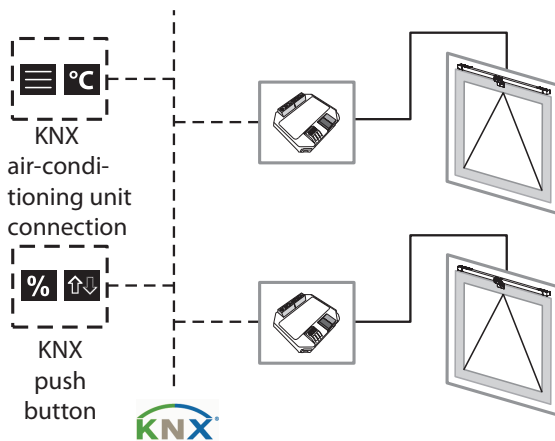 °C
KNX
air-condi-
tioning unit
connection
%
KNX
push
button
KNX